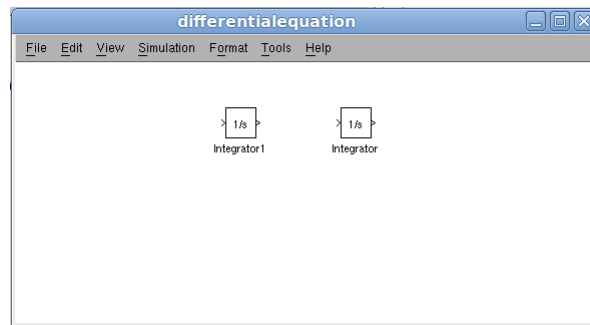 differentialequation
File Edit View Simulation Format Tools Help
1/s 1/s
Integrator1 Integrator